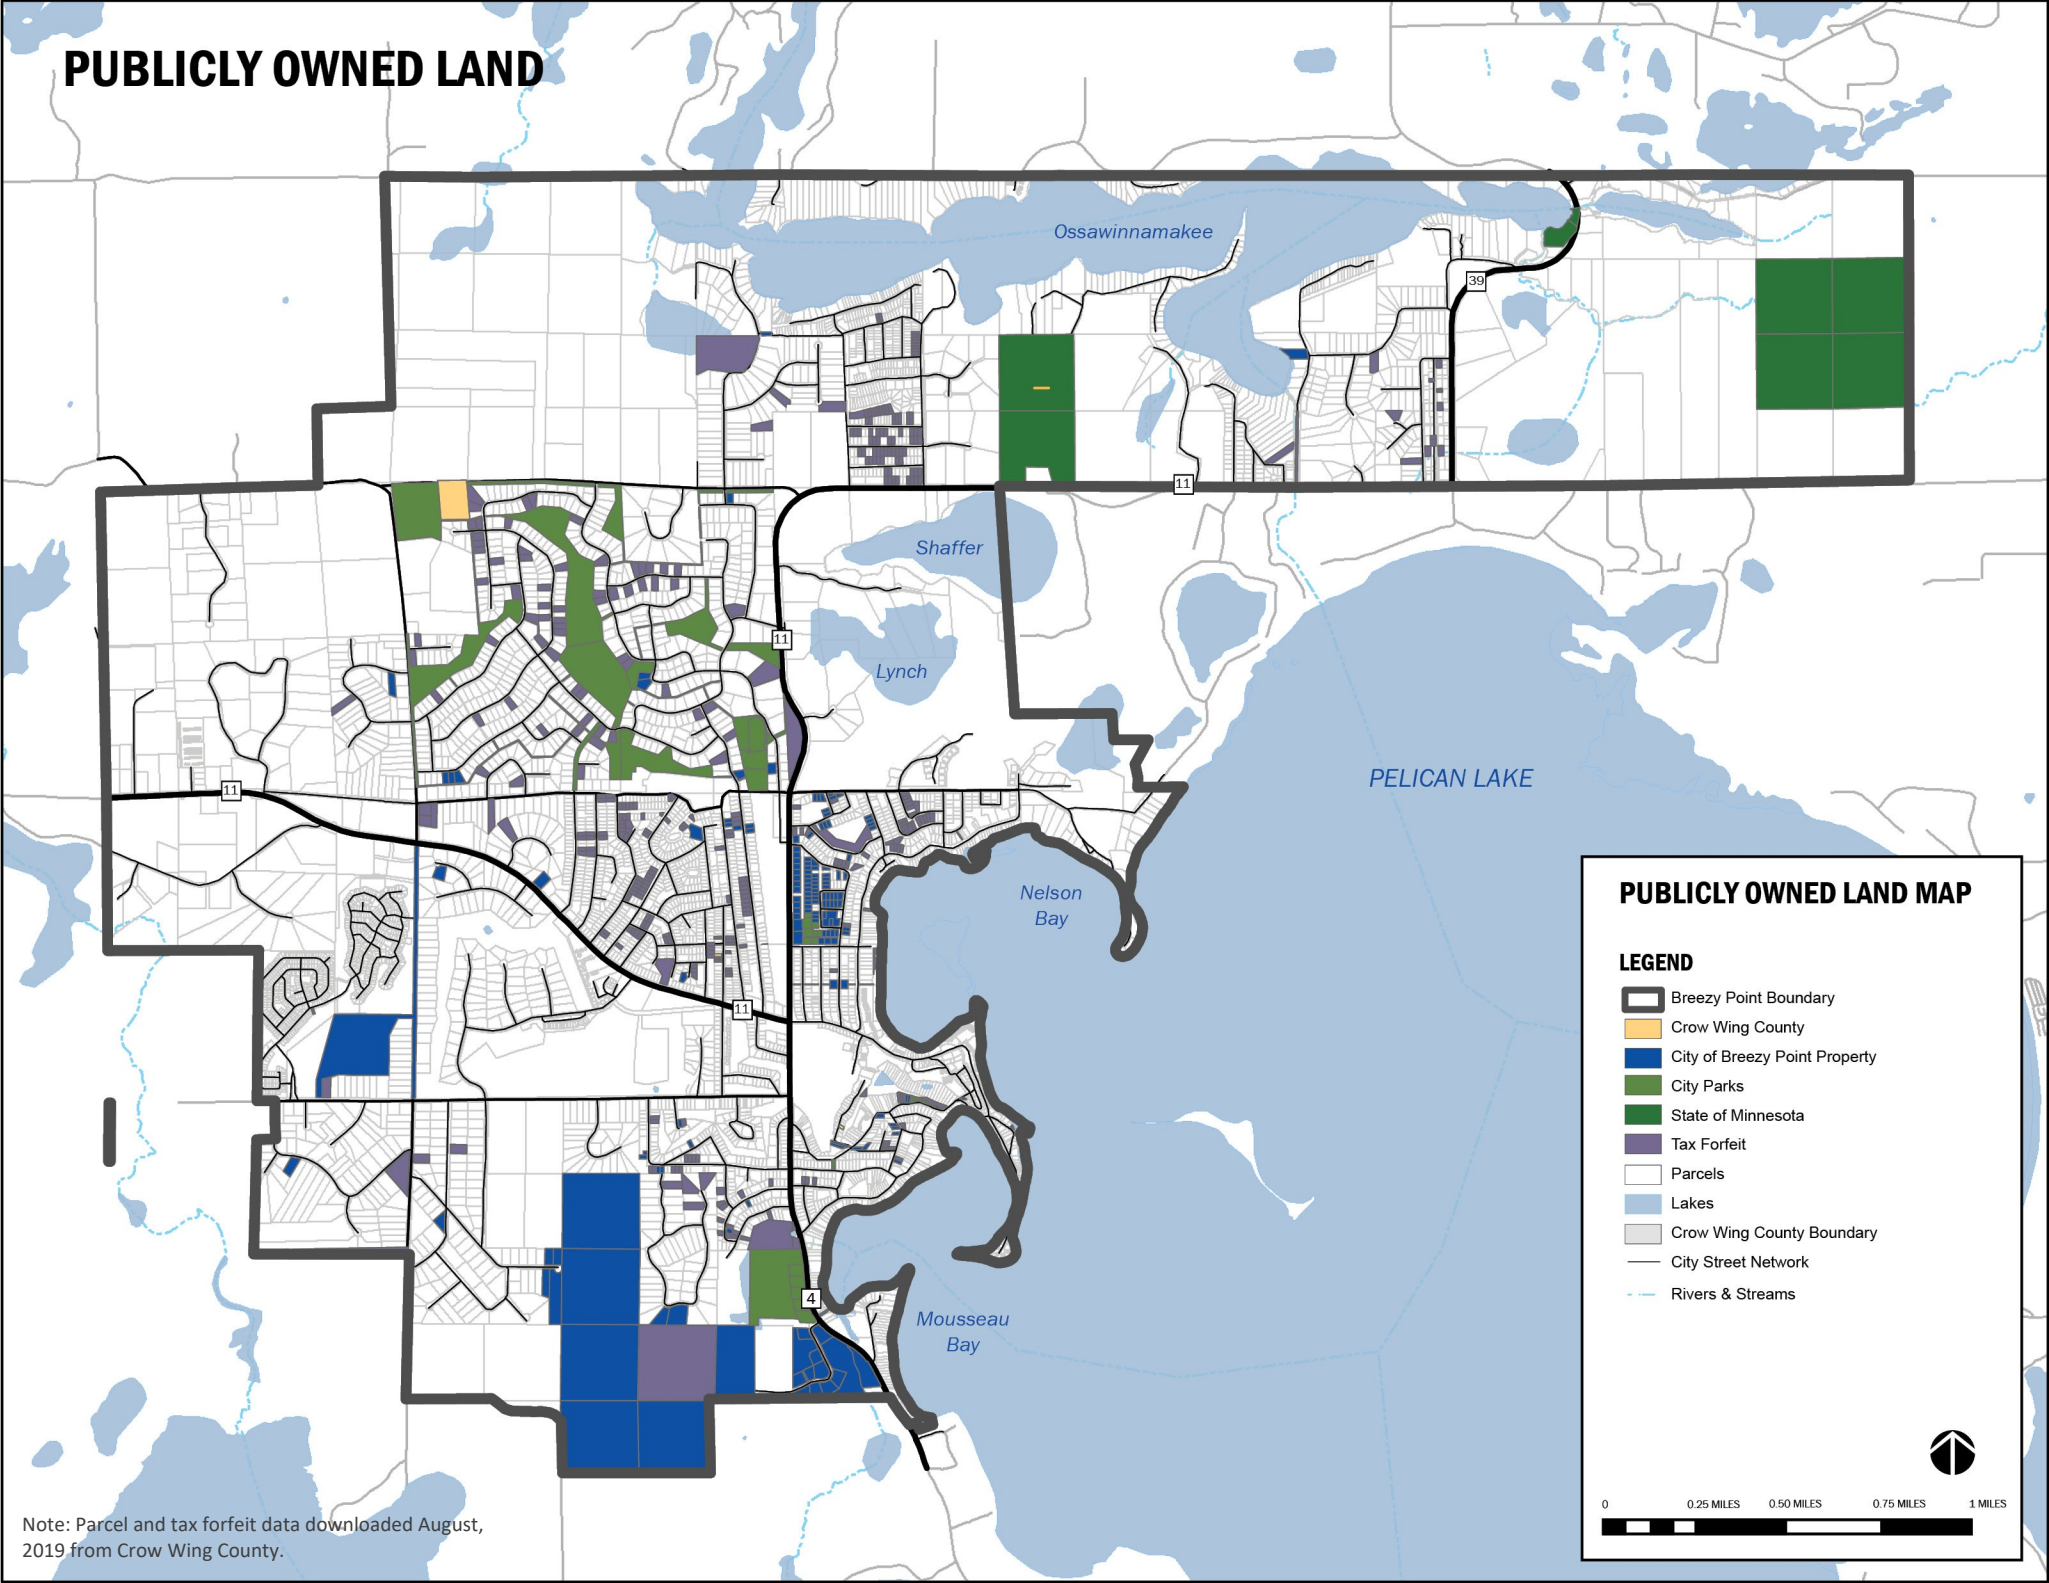 PUBLICLY OWNED LAND
Ossawinnamakee
39
11
Shaffer
11
Lynch
PELICAN LAKE
11
Nelson
Bay
11
4
Mousseau
Bay
PUBLICLY OWNED LAND MAP
LEGEND
Breezy Point Boundary
Crow Wing County
City of Breezy Point Property
City Parks
State of Minnesota
Tax Forfeit
Parcels
Lakes
Crow Wing County Boundary
City Street Network
Rivers & Streams
0 0.25 MILES 0.50 MILES 0.75 MILES 1 MILES
Note: Parcel and tax forfeit data downloaded August,
2019 from Crow Wing County.